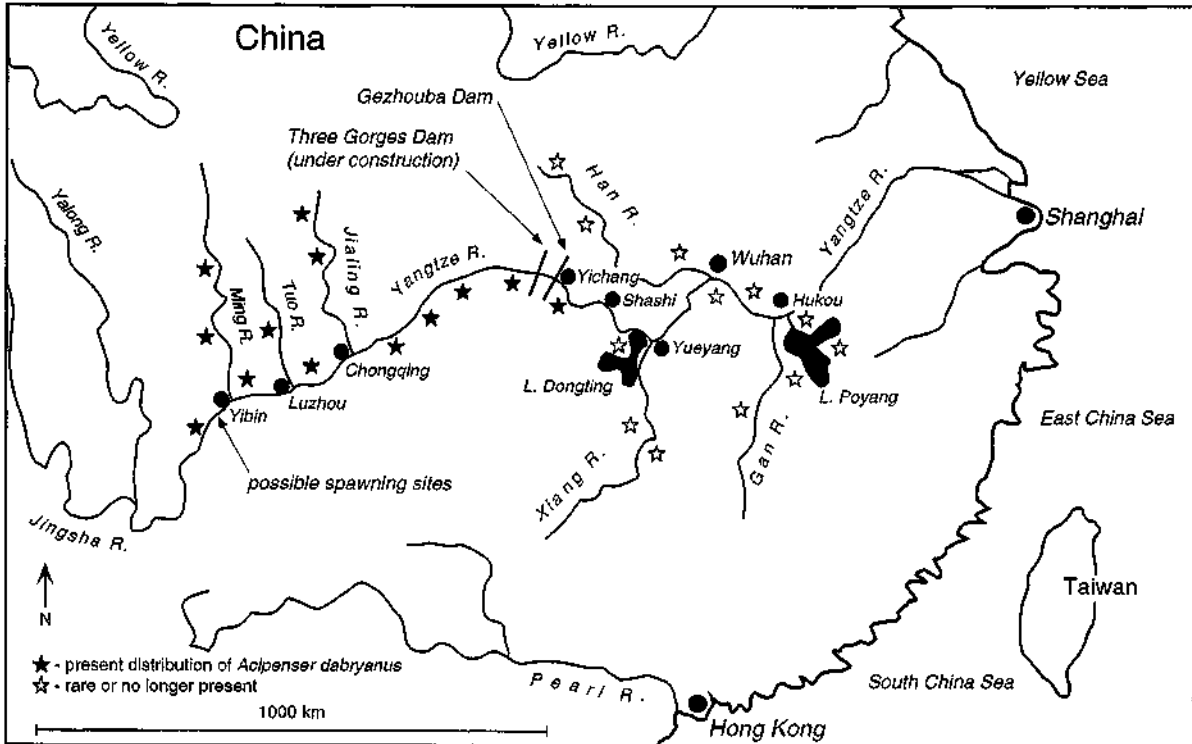 China
Yellow R.
Yellow R.
Yellow Sea
Gezhouba Dam
Three Gorges Dam
(under construction)
Han R.
Yalong R.
Ming R.
Tuo R.
Jialing R.
Yangtze R.
Yangtze R.
Shanghai
Wuhan
Yichang
Shashi
Hukou
Yueyang
Chongqing
L. Dongting
L. Poyang
Luzhou
Yibin
East China Sea
possible spawning sites
Xiang R.
Gan R.
Jingsha R.
N
Taiwan
★ - present distribution of Acipenser dabryanus
☆ - rare or no longer present
Pearl R.
South China Sea
1000 km
Hong Kong